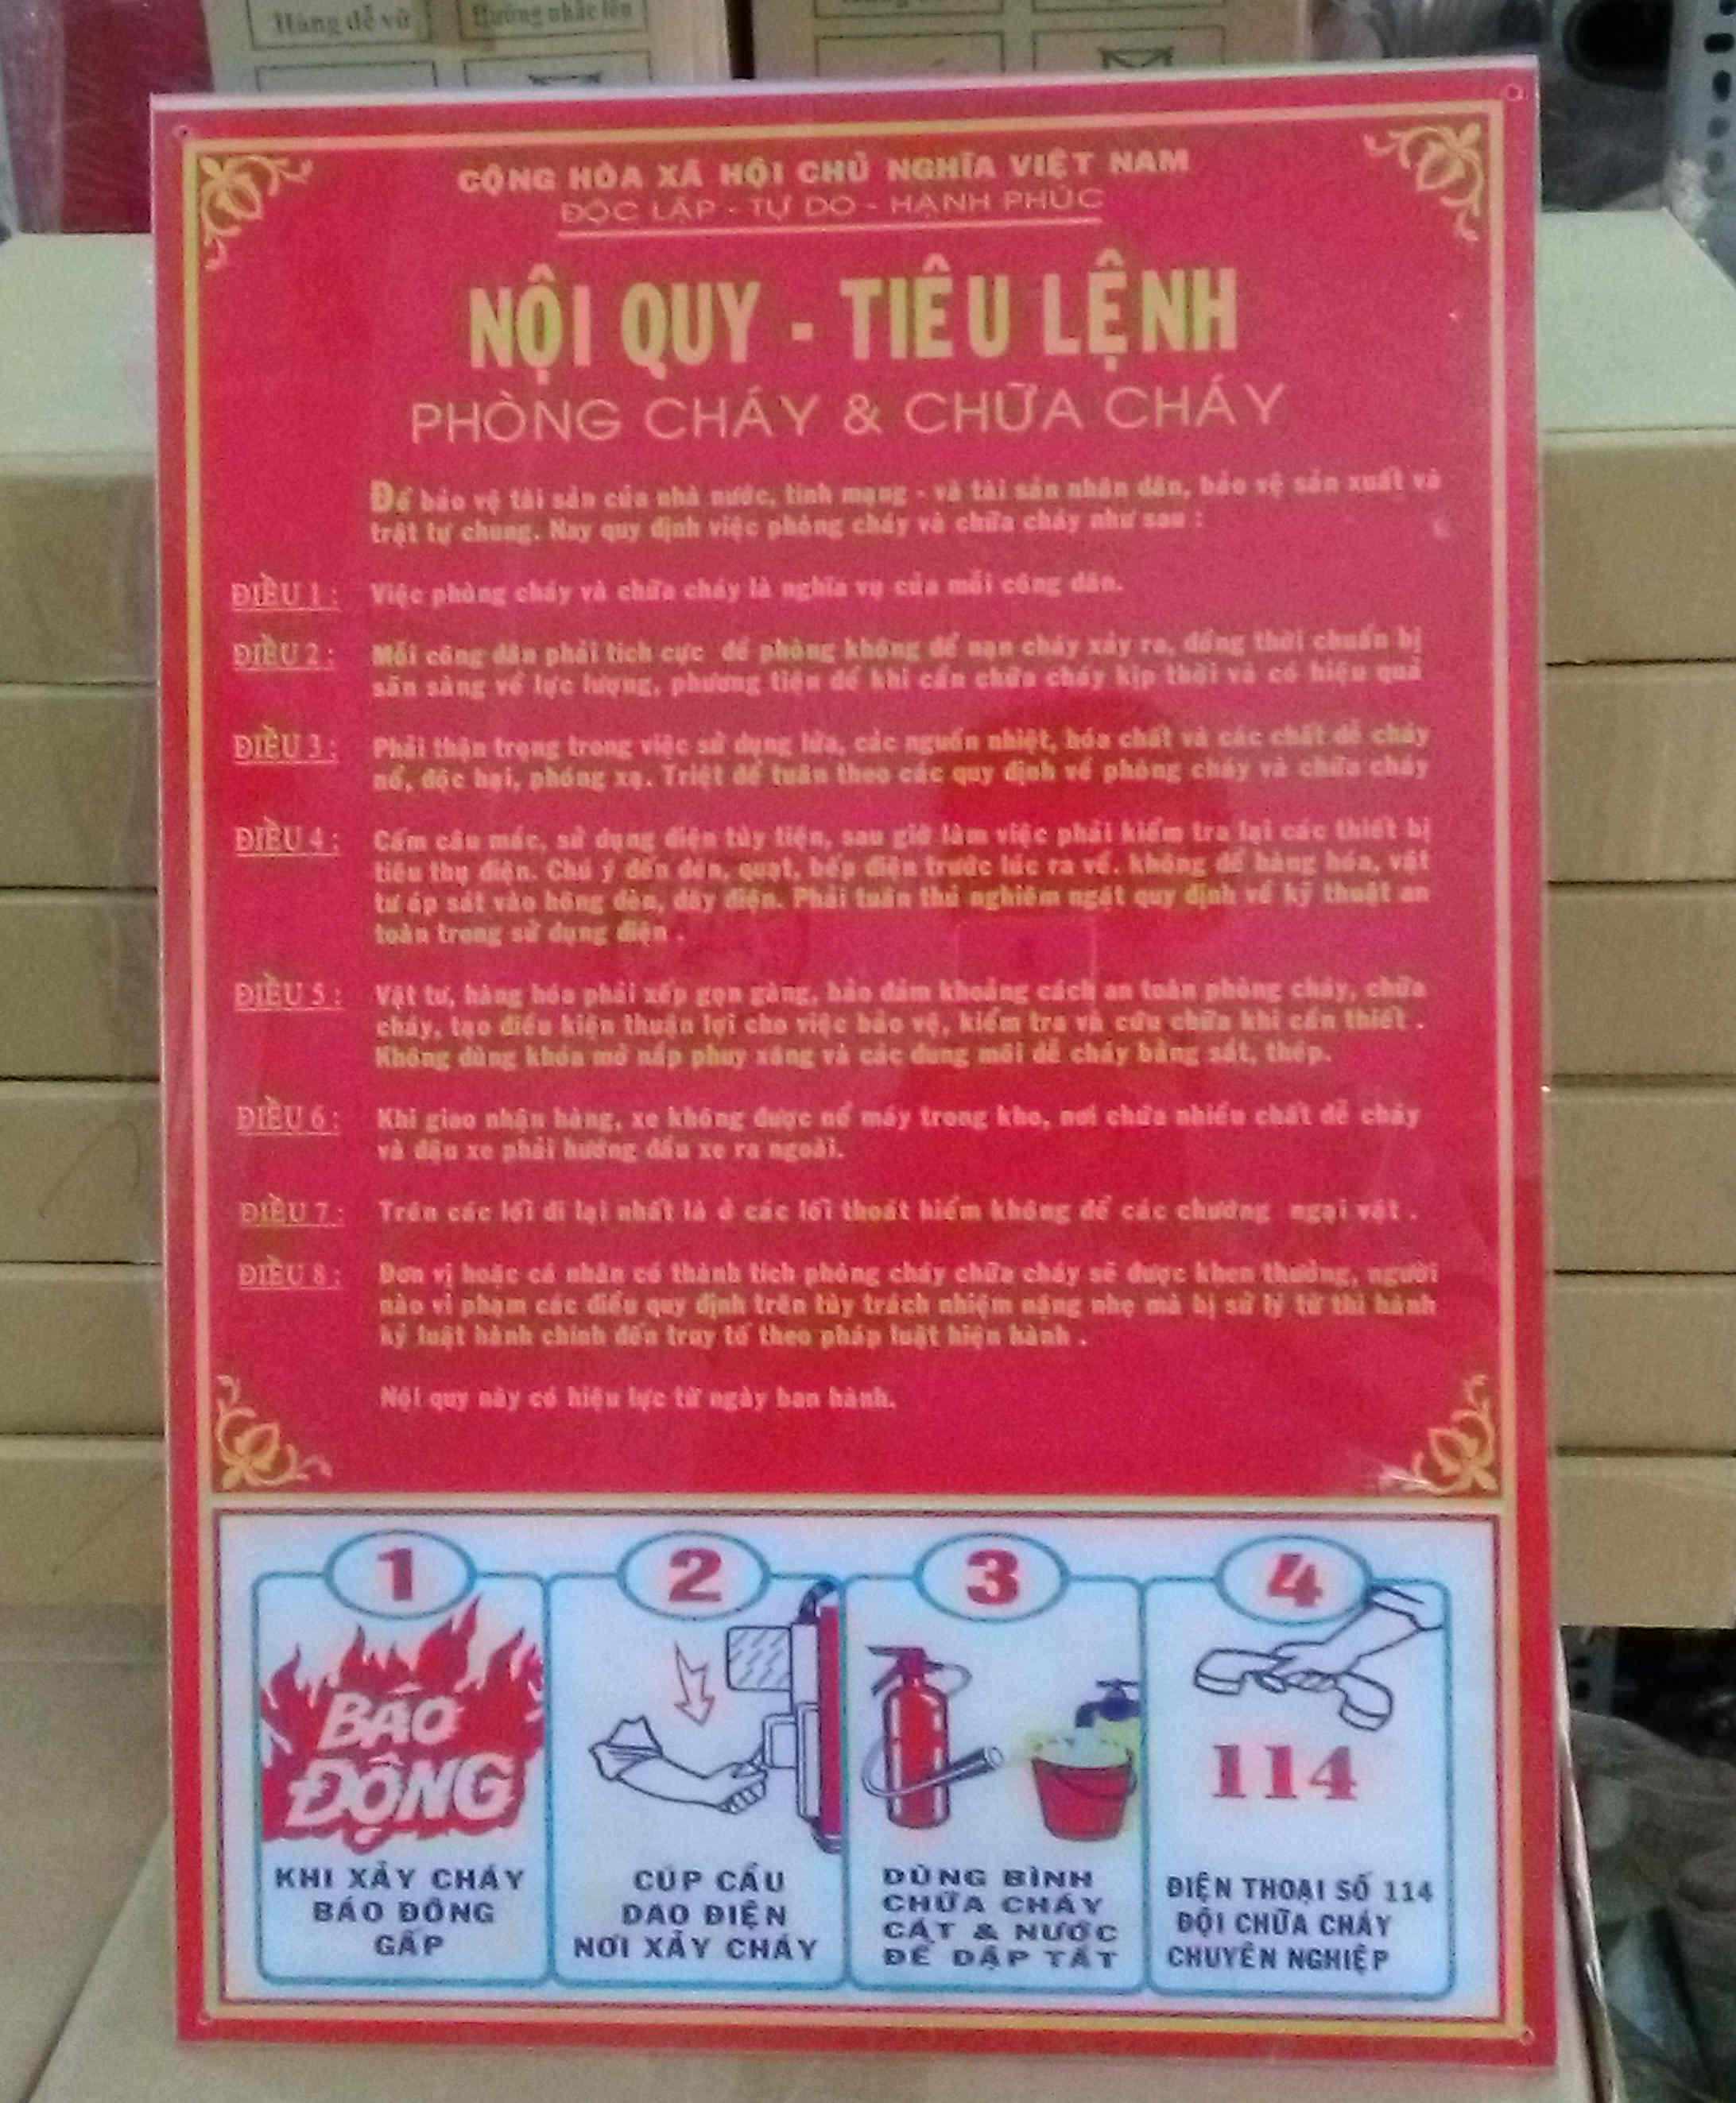 Hàng dễ vỡ
Hướng nhấc lên
CỘNG HÒA XÃ HỘI CHỦ NGHĨA VIỆT NAM
ĐỘC LẬP - TỰ DO - HẠNH PHÚC
NỘI QUY - TIÊU LỆNH
PHÒNG CHÁY & CHỮA CHÁY
Để bảo vệ tài sản của nhà nước, tính mạng - và tài sản nhân dân, bảo vệ sản xuất và
trật tự chung. Nay quy định việc phòng cháy và chữa cháy như sau :
ĐIỀU 1 : Việc phòng cháy và chữa cháy là nghĩa vụ của mỗi công dân.
ĐIỀU 2 : Mỗi công dân phải tích cực đề phòng không để nạn cháy xảy ra, đồng thời chuẩn bị
sẵn sàng về lực lượng, phương tiện để khi cần chữa cháy kịp thời và có hiệu quả
ĐIỀU 3 : Phải thận trọng trong việc sử dụng lửa, các nguồn nhiệt, hóa chất và các chất dễ cháy
nổ, độc hại, phóng xạ. Triệt để tuân theo các quy định về phòng cháy và chữa cháy
ĐIỀU 4 : Cấm câu mắc, sử dụng điện tùy tiện, sau giờ làm việc phải kiểm tra lại các thiết bị
tiêu thụ điện. Chú ý đến đèn, quạt, bếp điện trước lúc ra về. không để hàng hóa, vật
tư áp sát vào bóng đèn, dây điện. Phải tuân thủ nghiêm ngặt quy định về kỹ thuật an
toàn trong sử dụng điện .
ĐIỀU 5 : Vật tư, hàng hóa phải xếp gọn gàng, bảo đảm khoảng cách an toàn phòng cháy, chữa
cháy, tạo điều kiện thuận lợi cho việc bảo vệ, kiểm tra và cứu chữa khi cần thiết .
Không dùng khóa mở nắp phuy xăng và các dung môi dễ cháy bằng sắt, thép.
ĐIỀU 6 : Khi giao nhận hàng, xe không được nổ máy trong kho, nơi chứa nhiều chất dễ cháy
và đậu xe phải hướng đầu xe ra ngoài.
ĐIỀU 7 : Trên các lối đi lại nhất là ở các lối thoát hiểm không để các chướng ngại vật .
ĐIỀU 8 : Đơn vị hoặc cá nhân có thành tích phòng cháy chữa cháy sẽ được khen thưởng, người
nào vi phạm các điều quy định trên tùy trách nhiệm nặng nhẹ mà bị sử lý từ thi hành
kỷ luật hành chính đến truy tố theo pháp luật hiện hành .
Nội quy này có hiệu lực từ ngày ban hành.
1
BÁO
ĐỘNG
KHI XẢY CHÁY
BÁO ĐỘNG
GẤP
2
CÚP CẦU
DAO ĐIỆN
NƠI XẢY CHÁY
3
DÙNG BÌNH
CHỮA CHÁY
CÁT & NƯỚC
ĐỂ DẬP TẮT
4
114
ĐIỆN THOẠI SỐ 114
ĐỘI CHỮA CHÁY
CHUYÊN NGHIỆP